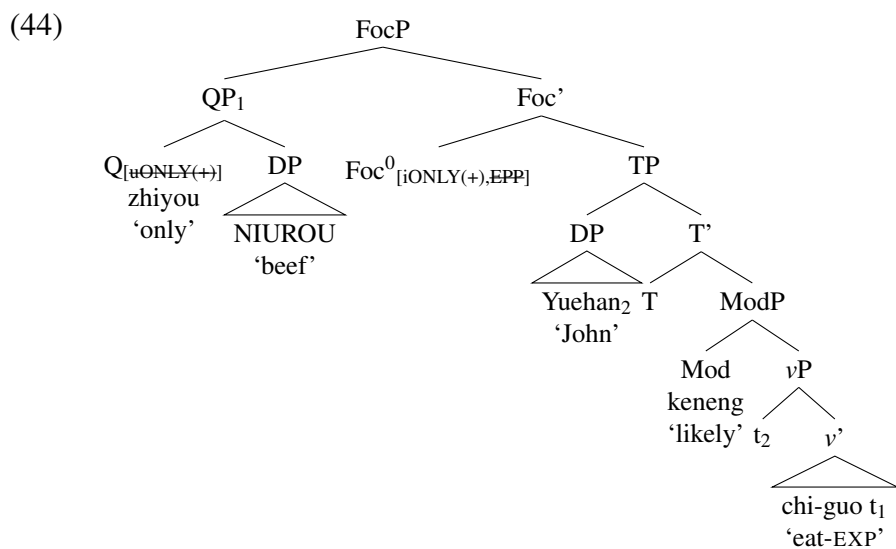 (44)
FocP
QP₁ Foc’
Q[uONLY(+)] DP Foc⁰[iONLY(+),EPP] TP
zhiyou
‘only’ NIUROU DP T’
‘beef’
Yuehan₂ T ModP
‘John’
Mod vP
keneng
‘likely’ t₂ v’
chi-guo t₁
‘eat-EXP’